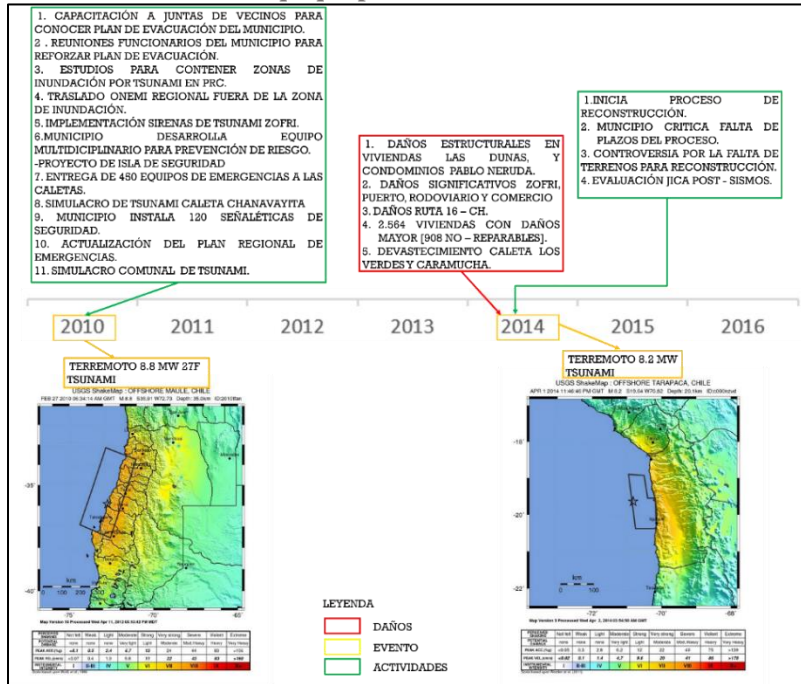 1. CAPACITACIÓN A JUNTAS DE VECINOS PARA
CONOCER PLAN DE EVACUACIÓN DEL MUNICIPIO.
2 . REUNIONES FUNCIONARIOS DEL MUNICIPIO PARA
REFORZAR PLAN DE EVACUACIÓN.
3. ESTUDIOS PARA CONTENER ZONAS DE
INUNDACIÓN POR TSUNAMI EN PRC.
4. TRASLADO ONEMI REGIONAL FUERA DE LA ZONA
DE INUNDACIÓN.
5. IMPLEMENTACIÓN SIRENAS DE TSUNAMI ZOFRI.
6.MUNICIPIO DESARROLLA EQUIPO
MULTIDICIPLINARIO PARA PREVENCIÓN DE RIESGO.
-PROYECTO DE ISLA DE SEGURIDAD
7. ENTREGA DE 450 EQUIPOS DE EMERGENCIAS A LAS
CALETAS.
8. SIMULACRO DE TSUNAMI CALETA CHANAVAYITA
9. MUNICIPIO INSTALA 120 SEÑALÉTICAS DE
SEGURIDAD.
10. ACTUALIZACIÓN DEL PLAN REGIONAL DE
EMERGENCIAS.
11. SIMULACRO COMUNAL DE TSUNAMI.
1. DAÑOS ESTRUCTURALES EN
VIVIENDAS LAS DUNAS, Y
CONDOMINIOS PABLO NERUDA.
2. DAÑOS SIGNIFICATIVOS ZOFRI,
PUERTO, RODOVIARIO Y COMERCIO
3. DAÑOS RUTA 16 – CH.
4. 2.564 VIVIENDAS CON DAÑOS
MAYOR [908 NO – REPARABLES].
5. DEVASTECIMIENTO CALETA LOS
VERDES Y CARAMUCHA.
1.INICIA PROCESO DE
RECONSTRUCCIÓN.
2. MUNCIPIO CRITICA FALTA DE
PLAZOS DEL PROCESO.
3. CONTROVERSIA POR LA FALTA DE
TERRENOS PARA RECONSTRUCCIÓN.
4. EVALUACIÓN JICA POST - SISMOS.
2010 2011 2012 2013 2014 2015 2016
TERREMOTO 8.8 MW 27F
TSUNAMI
USGS ShakeMap : OFFSHORE MAULE, CHILE
TERREMOTO 8.2 MW
TSUNAMI
USGS ShakeMap : OFFSHORE TARAPACA, CHILE
km
km
LEYENDA
DAÑOS
EVENTO
ACTIVIDADES